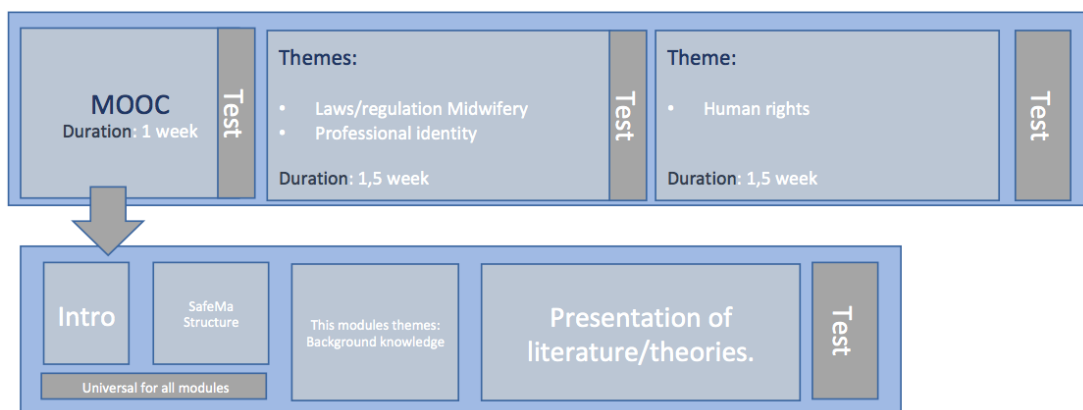 MOOC
Duration: 1 week
Test
Themes:
• Laws/regulation Midwifery
• Professional identity
Duration: 1,5 week
Test
Theme:
• Human rights
Duration: 1,5 week
Test
Intro
SafeMa
Structure
Universal for all modules
This modules themes:
Background knowledge
Presentation of
literature/theories.
Test